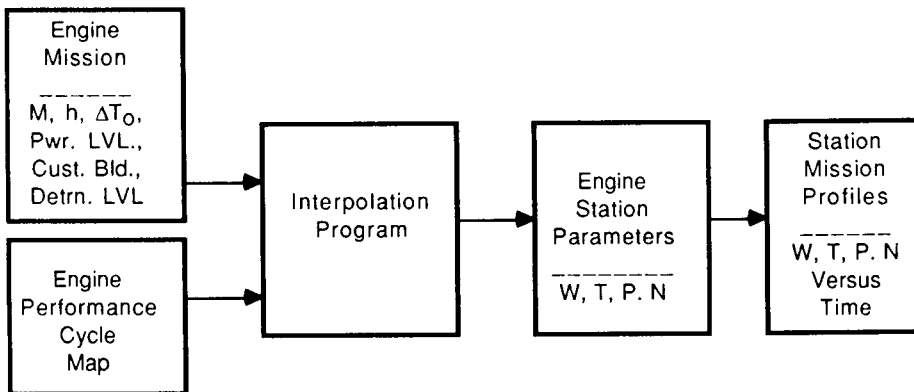 Engine
Mission
M, h, ΔT₀,
Pwr. LVL.,
Cust. Bld.,
Detrn. LVL
Engine
Performance
Cycle
Map
Interpolation
Program
Engine
Station
Parameters
W, T, P. N
Station
Mission
Profiles
W, T, P. N
Versus
Time